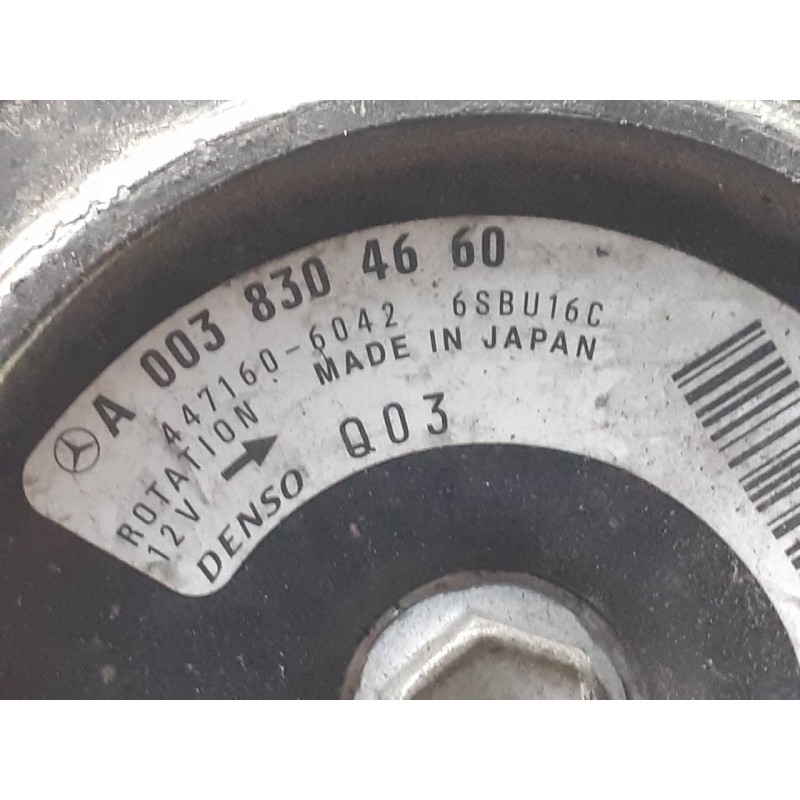 A 003 830 46 60
447160-6042 6SBU16C
ROTATION MADE IN JAPAN
12V
DENSO Q03